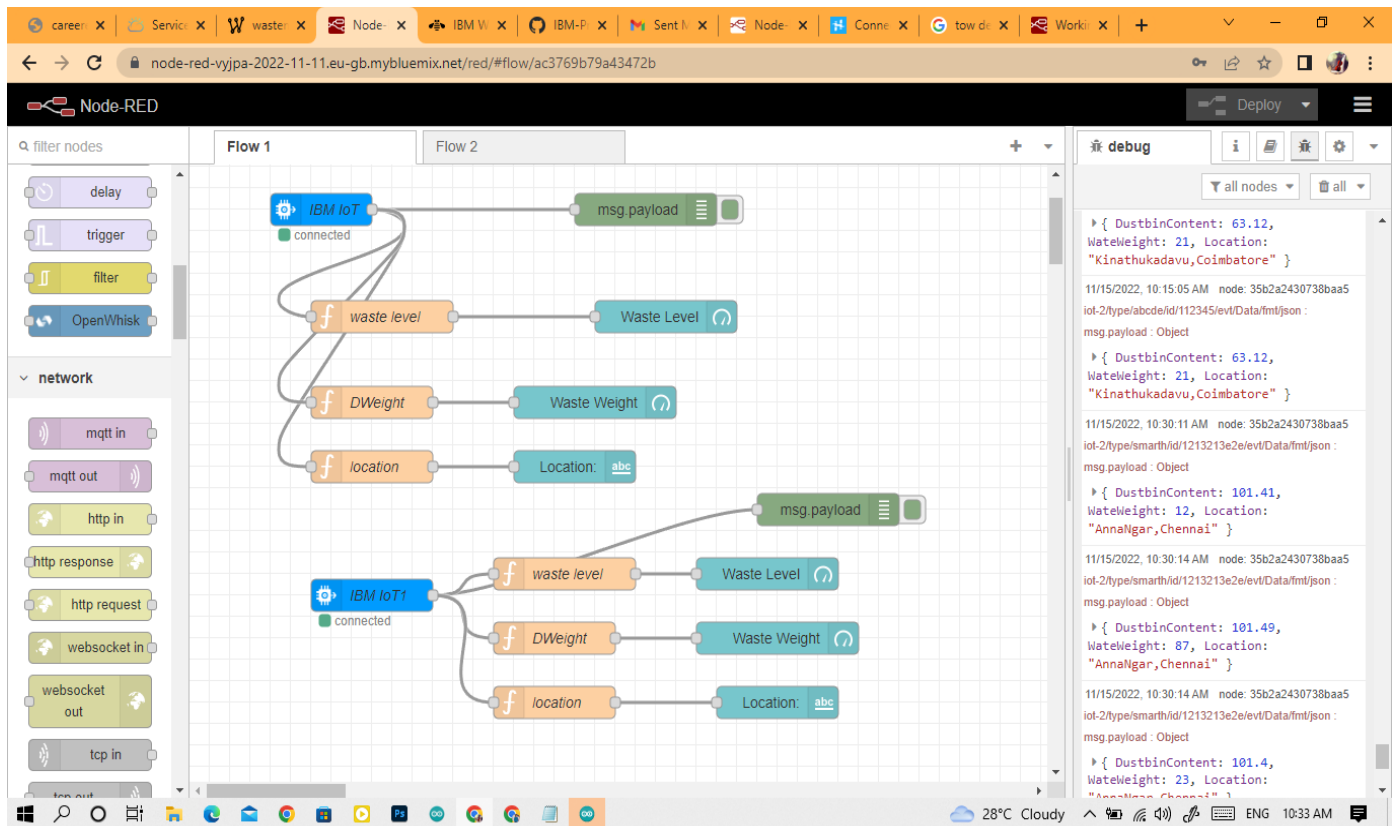 career
Service
waster
Node-
IBM W
IBM-P
Sent M
Node-
Conne
tow de
Workin
node-red-vyjpa-2022-11-11.eu-gb.mybluemix.net/red/#flow/ac3769b79a43472b
Node-RED
Deploy
filter nodes
Flow 1
Flow 2
debug
i
all nodes
all
delay
trigger
filter
OpenWhisk
network
mqtt in
mqtt out
http in
http response
http request
websocket in
websocket
out
tcp in
tcp out
IBM IoT
connected
msg.payload
waste level
Waste Level
DWeight
Waste Weight
location
Location:
abc
msg.payload
IBM IoT1
connected
waste level
Waste Level
DWeight
Waste Weight
location
Location:
abc
{ DustbinContent: 63.12,
WateWeight: 21, Location:
"Kinathukadavu,Coimbatore" }
11/15/2022, 10:15:05 AM node: 35b2a2430738baa5
iot-2/type/abcde/id/112345/evt/Data/fmt/json :
msg.payload : Object
{ DustbinContent: 63.12,
WateWeight: 21, Location:
"Kinathukadavu,Coimbatore" }
11/15/2022, 10:30:11 AM node: 35b2a2430738baa5
iot-2/type/smarth/id/1213213e2e/evt/Data/fmt/json :
msg.payload : Object
{ DustbinContent: 101.41,
WateWeight: 12, Location:
"AnnaNgar,Chennai" }
11/15/2022, 10:30:14 AM node: 35b2a2430738baa5
iot-2/type/smarth/id/1213213e2e/evt/Data/fmt/json :
msg.payload : Object
{ DustbinContent: 101.49,
WateWeight: 87, Location:
"AnnaNgar,Chennai" }
11/15/2022, 10:30:14 AM node: 35b2a2430738baa5
iot-2/type/smarth/id/1213213e2e/evt/Data/fmt/json :
msg.payload : Object
{ DustbinContent: 101.4,
WateWeight: 23, Location:
"AnnaNgar,Chennai" }
Ps
28°C Cloudy
ENG
10:33 AM